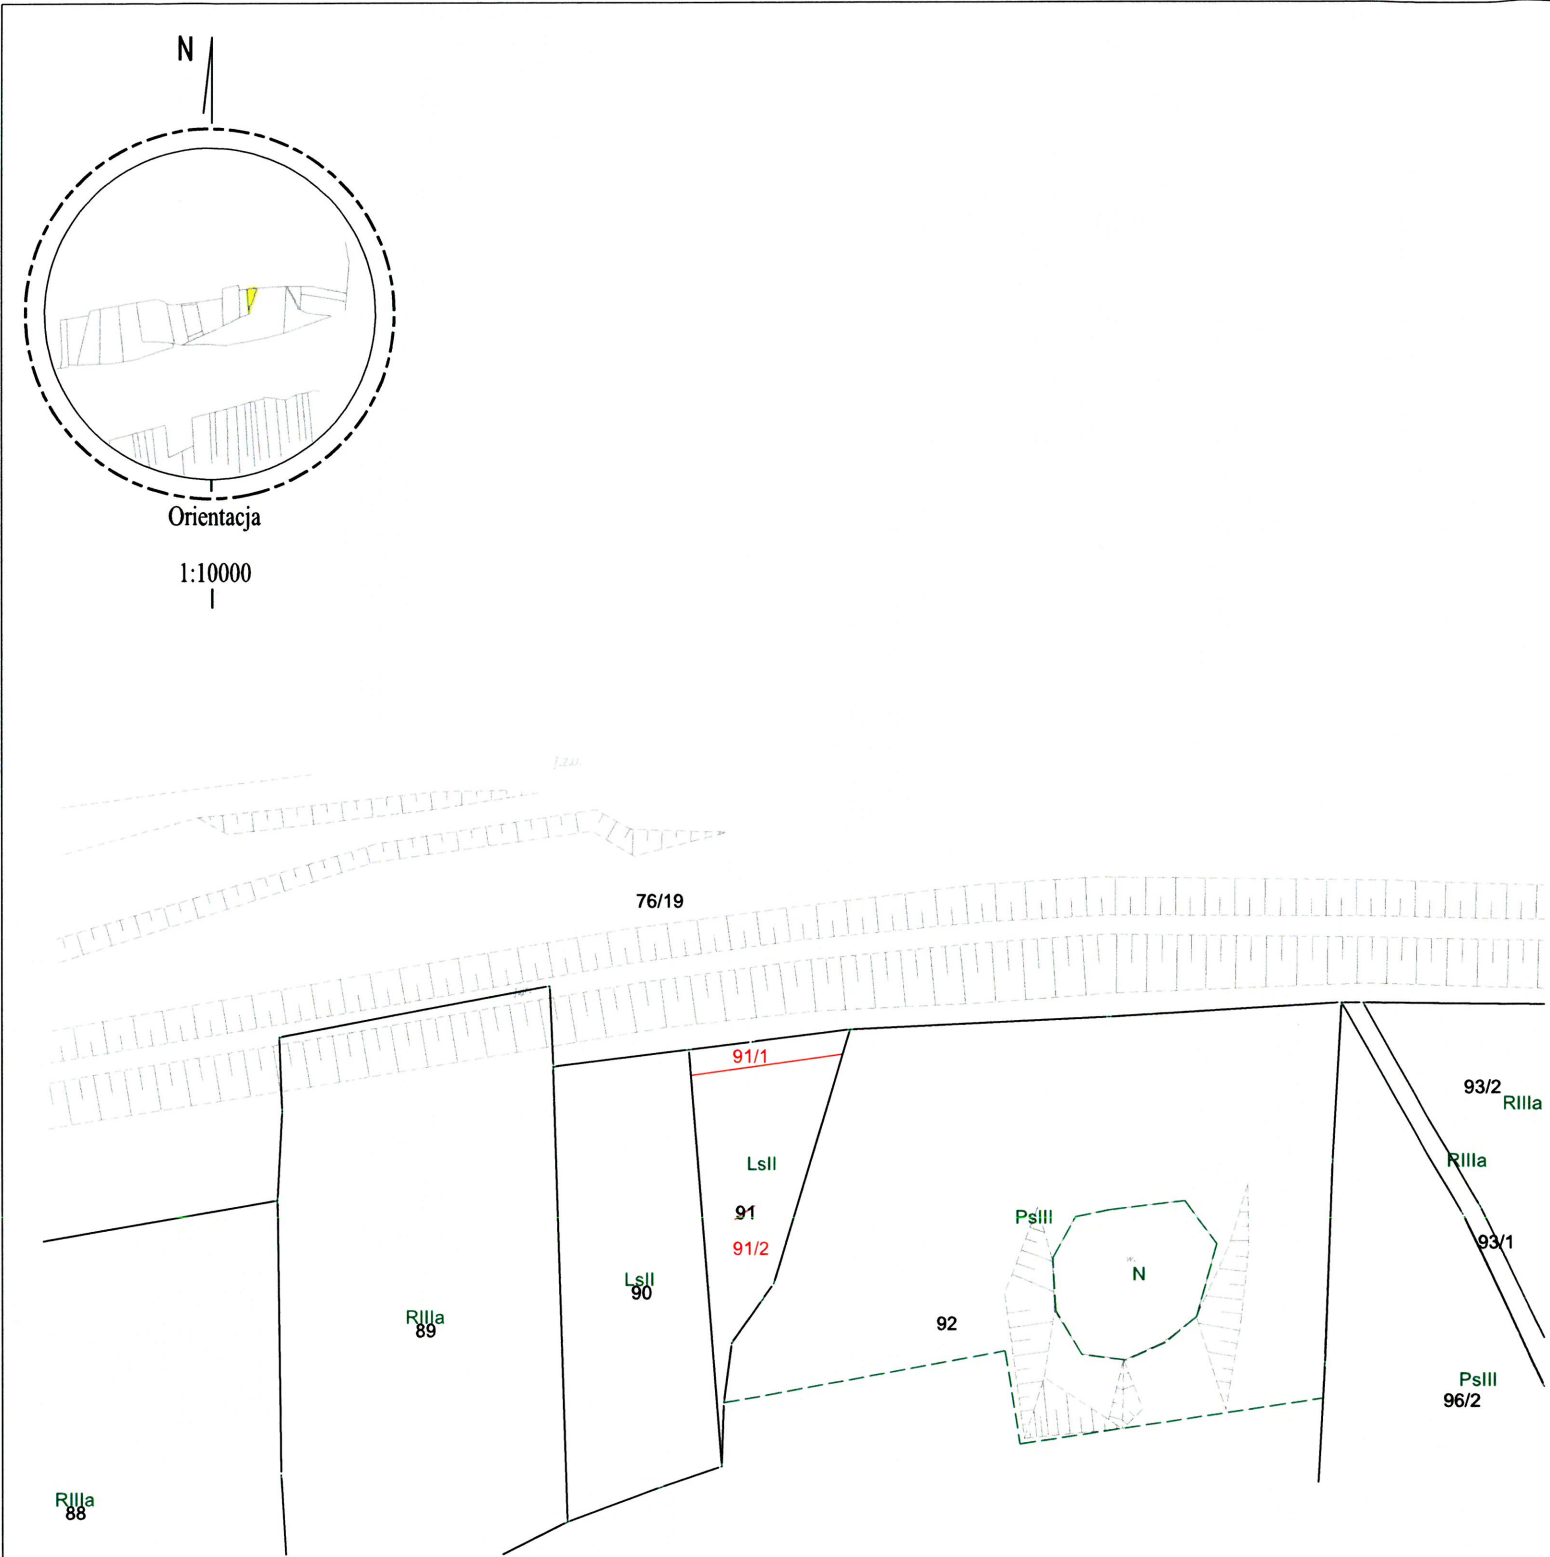 N
Orientacja
1:10000
76/19
91/1
93/2
RIIIa
LsII
RIIIa
91
PsIII
93/1
91/2
N
LsII
90
RIIIa
89
92
PsIII
96/2
RIIIa
88